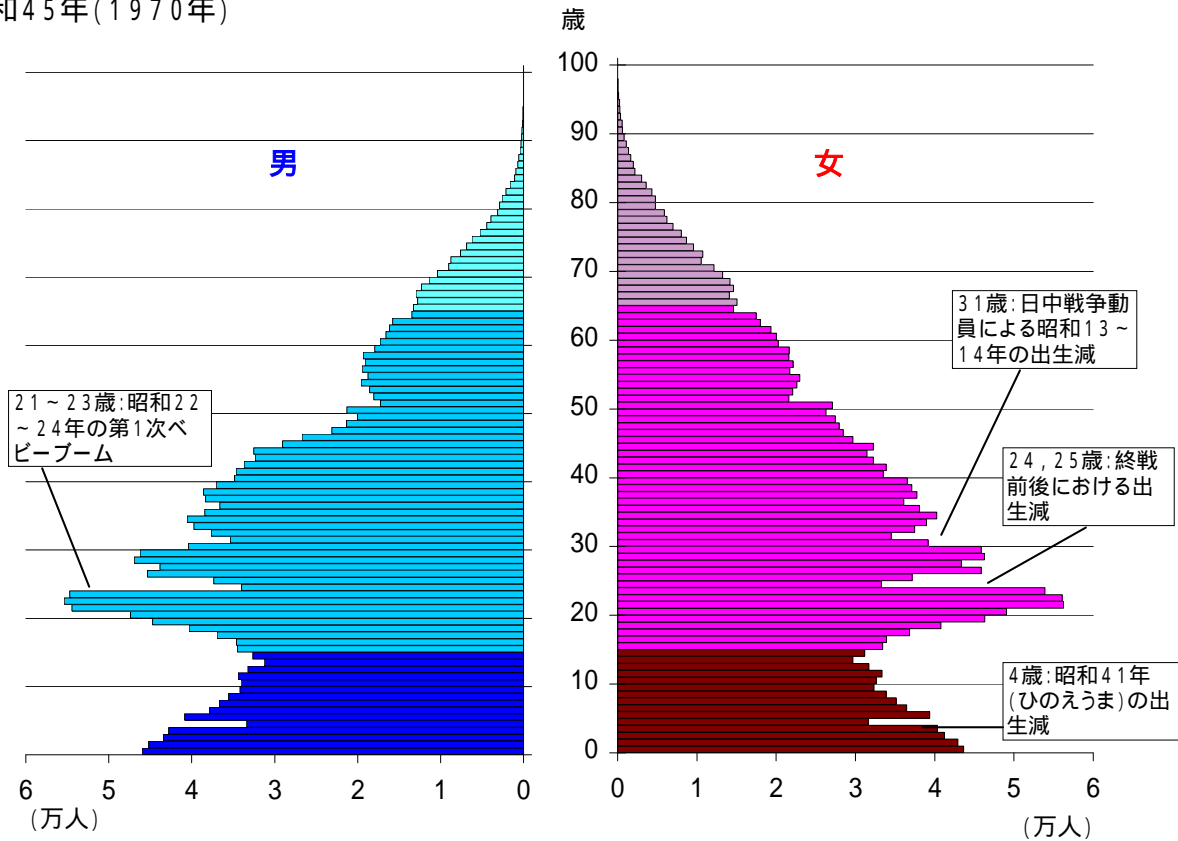 和45年(1970年)
歳
男
女
100
90
80
70
60
50
40
30
20
10
0
31歳:日中戦争動
員による昭和13~
14年の出生減
21~23歳:昭和22
~24年の第1次ベ
ビーブーム
24,25歳:終戦
前後における出
生減
4歳:昭和41年
(ひのえうま)の出
生減
6 5 4 3 2 1 0
(万人)
0 1 2 3 4 5 6
(万人)